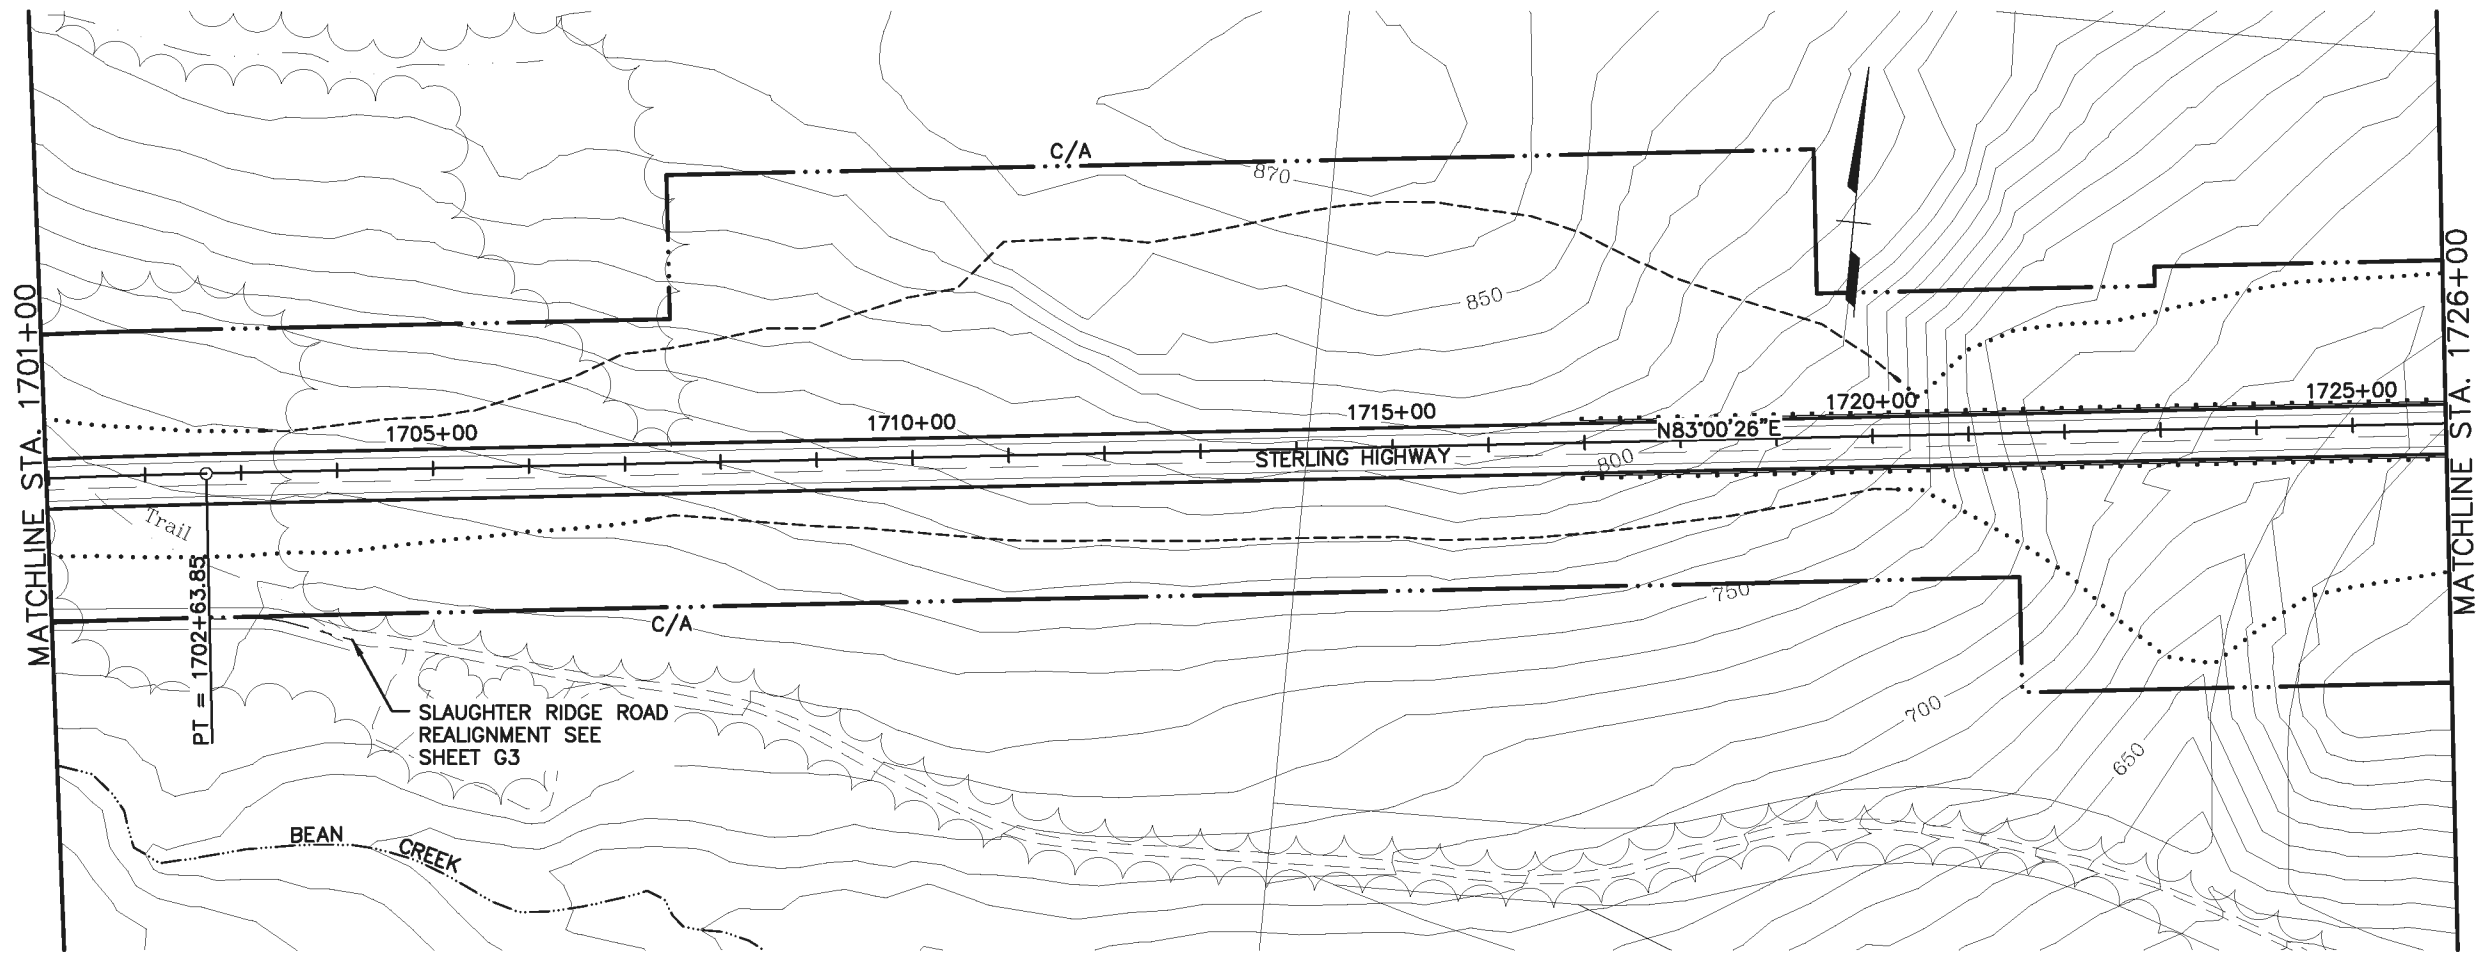 C/A
870
850
MATCHLINE STA. 1701+00
MATCHLINE STA. 1726+00
1705+00
1710+00
1715+00
1720+00
1725+00
N83°00'26"E
STERLING HIGHWAY
800
Trail
PT = 1702+63.85
750
C/A
SLAUGHTER RIDGE ROAD
REALIGNMENT SEE
SHEET G3
700
650
BEAN
CREEK